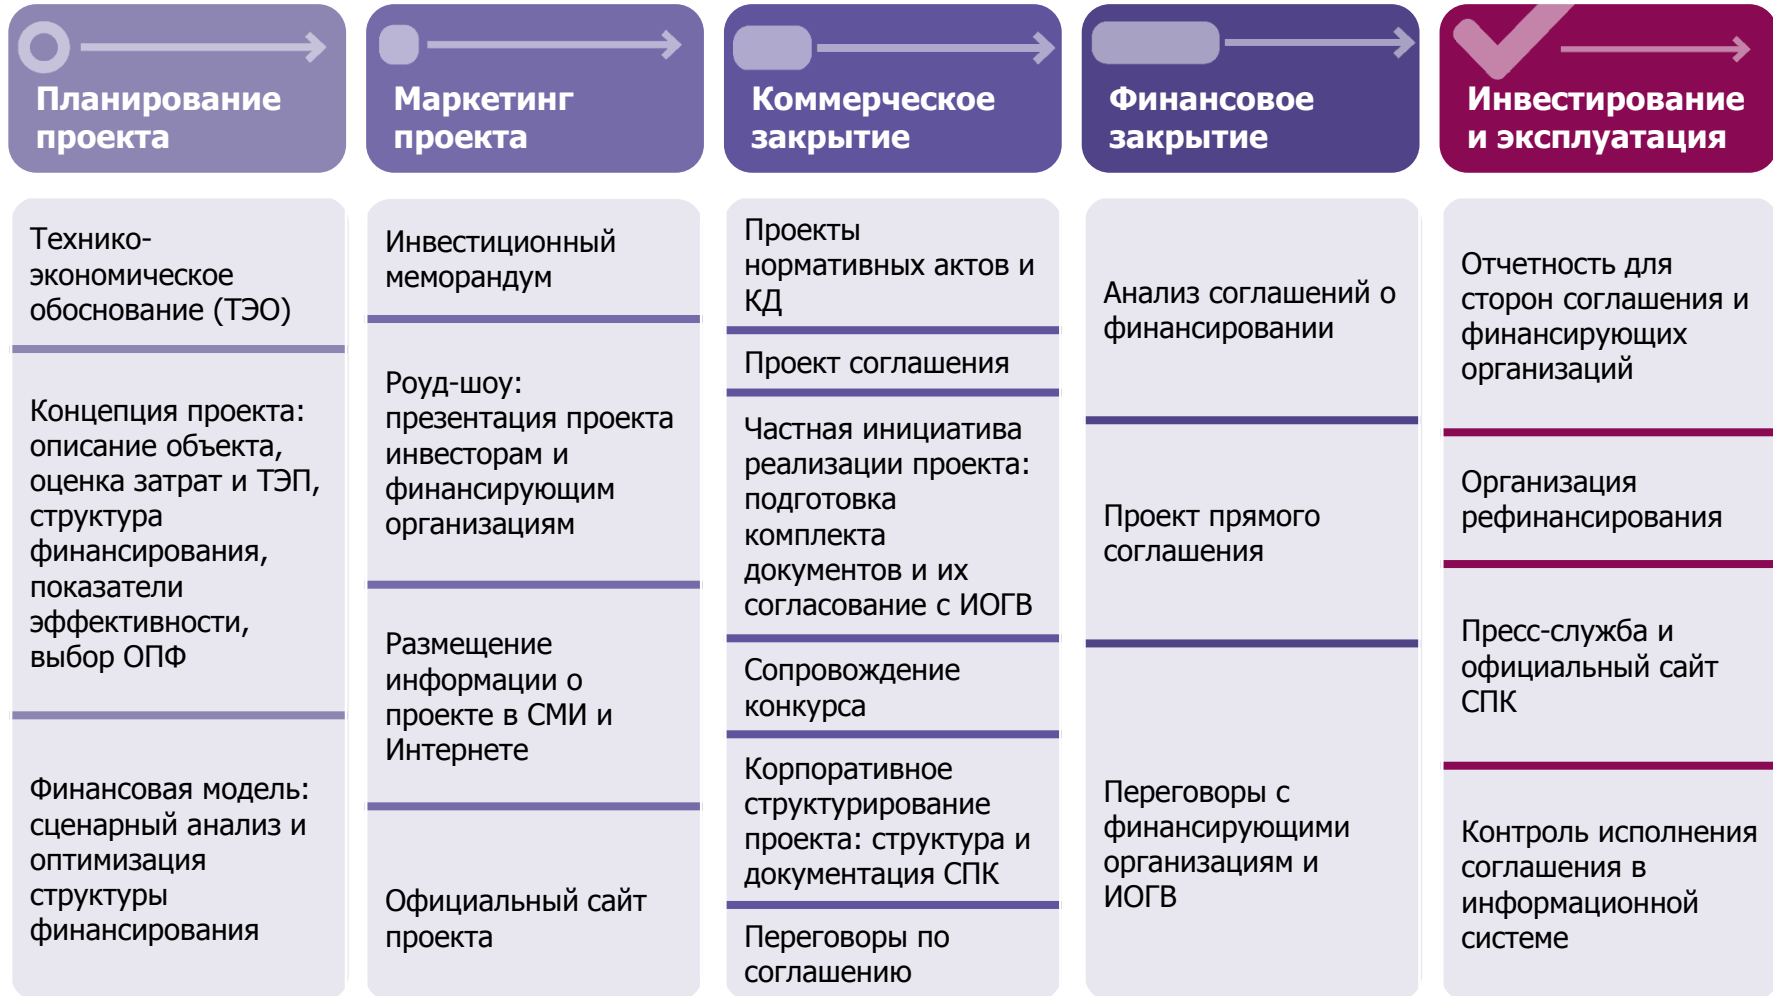 Планирование
проекта
Маркетинг
проекта
Коммерческое
закрытие
Финансовое
закрытие
Инвестирование
и эксплуатация
Технико-
экономическое
обоснование (ТЭО)
Концепция проекта:
описание объекта,
оценка затрат и ТЭП,
структура
финансирования,
показатели
эффективности,
выбор ОПФ
Финансовая модель:
сценарный анализ и
оптимизация
структуры
финансирования
Инвестиционный
меморандум
Роуд-шоу:
презентация проекта
инвесторам и
финансирующим
организациям
Размещение
информации о
проекте в СМИ и
Интернете
Официальный сайт
проекта
Проекты
нормативных актов и
КД
Проект соглашения
Частная инициатива
реализации проекта:
подготовка
комплекта
документов и их
согласование с ИОГВ
Сопровождение
конкурса
Корпоративное
структурирование
проекта: структура и
документация СПК
Переговоры по
соглашению
Анализ соглашений о
финансировании
Проект прямого
соглашения
Переговоры с
финансирующими
организациям и
ИОГВ
Отчетность для
сторон соглашения и
финансирующих
организаций
Организация
рефинансирования
Пресс-служба и
официальный сайт
СПК
Контроль исполнения
соглашения в
информационной
системе